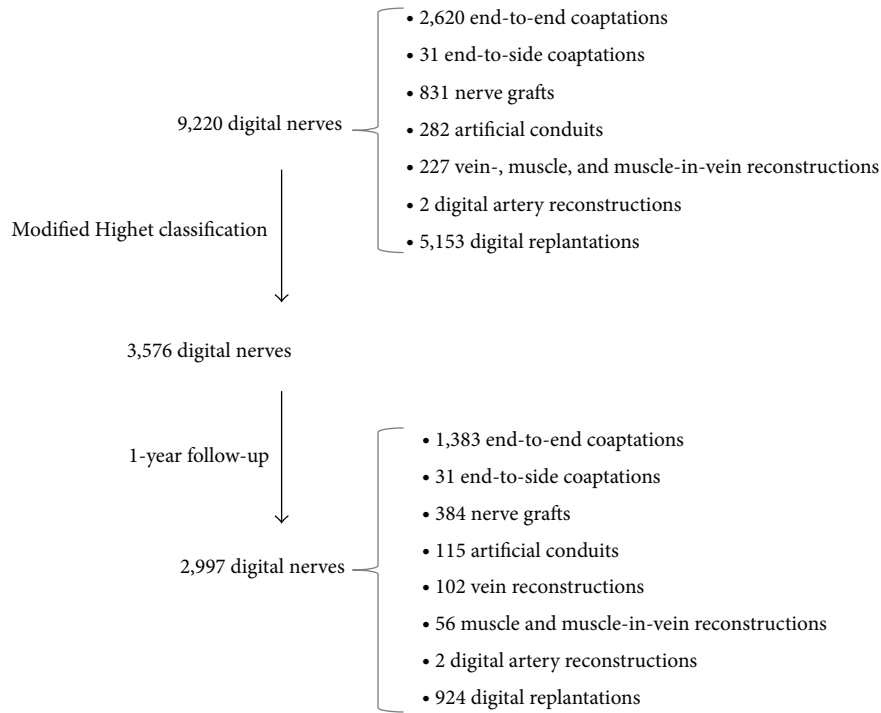 9,220 digital nerves
• 2,620 end-to-end coaptations
• 31 end-to-side coaptations
• 831 nerve grafts
• 282 artificial conduits
• 227 vein-, muscle, and muscle-in-vein reconstructions
• 2 digital artery reconstructions
• 5,153 digital replantations
Modified Highet classification
3,576 digital nerves
1-year follow-up
2,997 digital nerves
• 1,383 end-to-end coaptations
• 31 end-to-side coaptations
• 384 nerve grafts
• 115 artificial conduits
• 102 vein reconstructions
• 56 muscle and muscle-in-vein reconstructions
• 2 digital artery reconstructions
• 924 digital replantations